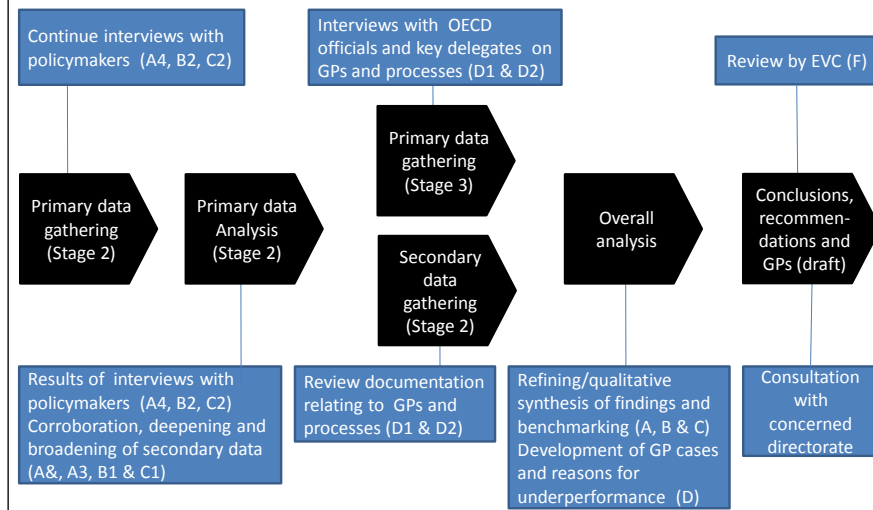 Continue interviews with
policymakers (A4, B2, C2)
Interviews with OECD
officials and key delegates on
GPs and processes (D1 & D2)
Review by EVC (F)
Primary data
gathering
(Stage 2)
Primary data
Analysis
(Stage 2)
Primary data
gathering
(Stage 3)
Secondary
data
gathering
(Stage 2)
Overall
analysis
Conclusions,
recommen-
dations and
GPs (draft)
Results of interviews with
policymakers (A4, B2, C2)
Corroboration, deepening and
broadening of secondary data
(A&, A3, B1 & C1)
Review documentation
relating to GPs and
processes (D1 & D2)
Refining/qualitative
synthesis of findings and
benchmarking (A, B & C)
Development of GP cases
and reasons for
underperformance (D)
Consultation
with
concerned
directorate